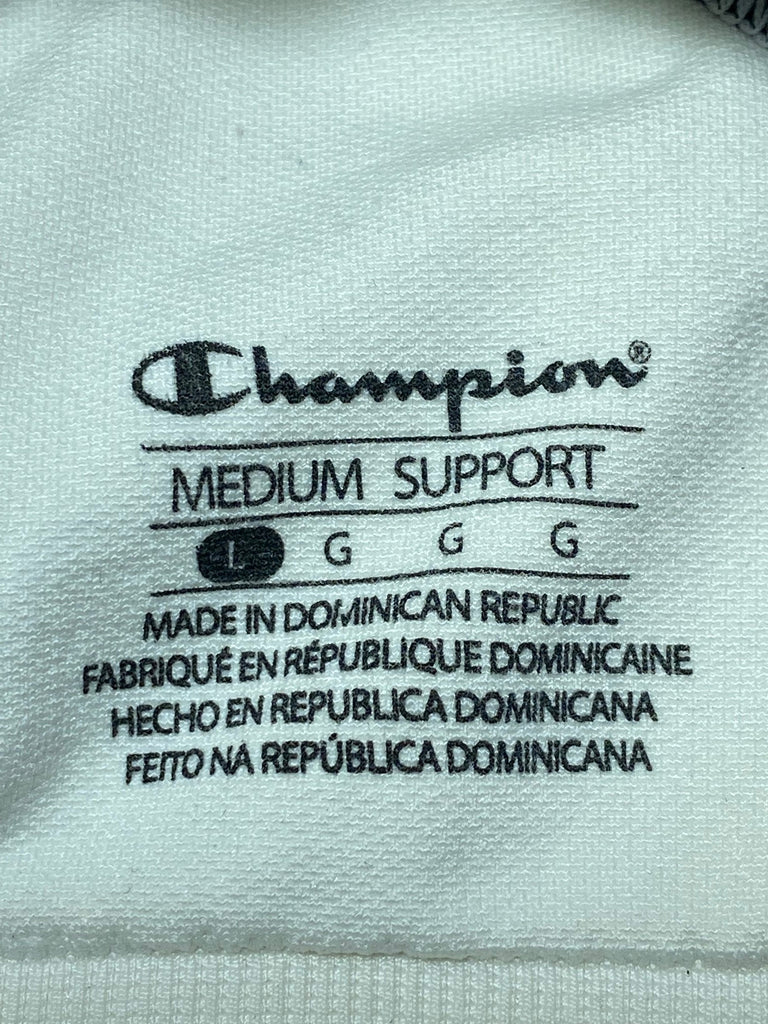 Champion®
MEDIUM SUPPORT
L G G G
MADE IN DOMINICAN REPUBLIC
FABRIQUÉ EN RÉPUBLIQUE DOMINICAINE
HECHO EN REPUBLICA DOMINICANA
FEITO NA REPÚBLICA DOMINICANA